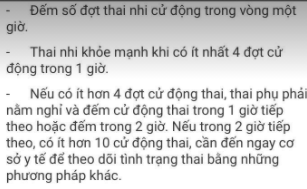 - Đếm số đợt thai nhi cử động trong vòng một
giờ.
- Thai nhi khỏe mạnh khi có ít nhất 4 đợt cử
động trong 1 giờ.
- Nếu có ít hơn 4 đợt cử động thai, thai phụ phải
nằm nghỉ và đếm cử động thai trong 1 giờ tiếp
theo hoặc đếm trong 2 giờ. Nếu trong 2 giờ tiếp
theo, có ít hơn 10 cử động thai, cần đến ngay cơ
sở y tế để theo dõi tình trạng thai bằng những
phương pháp khác.